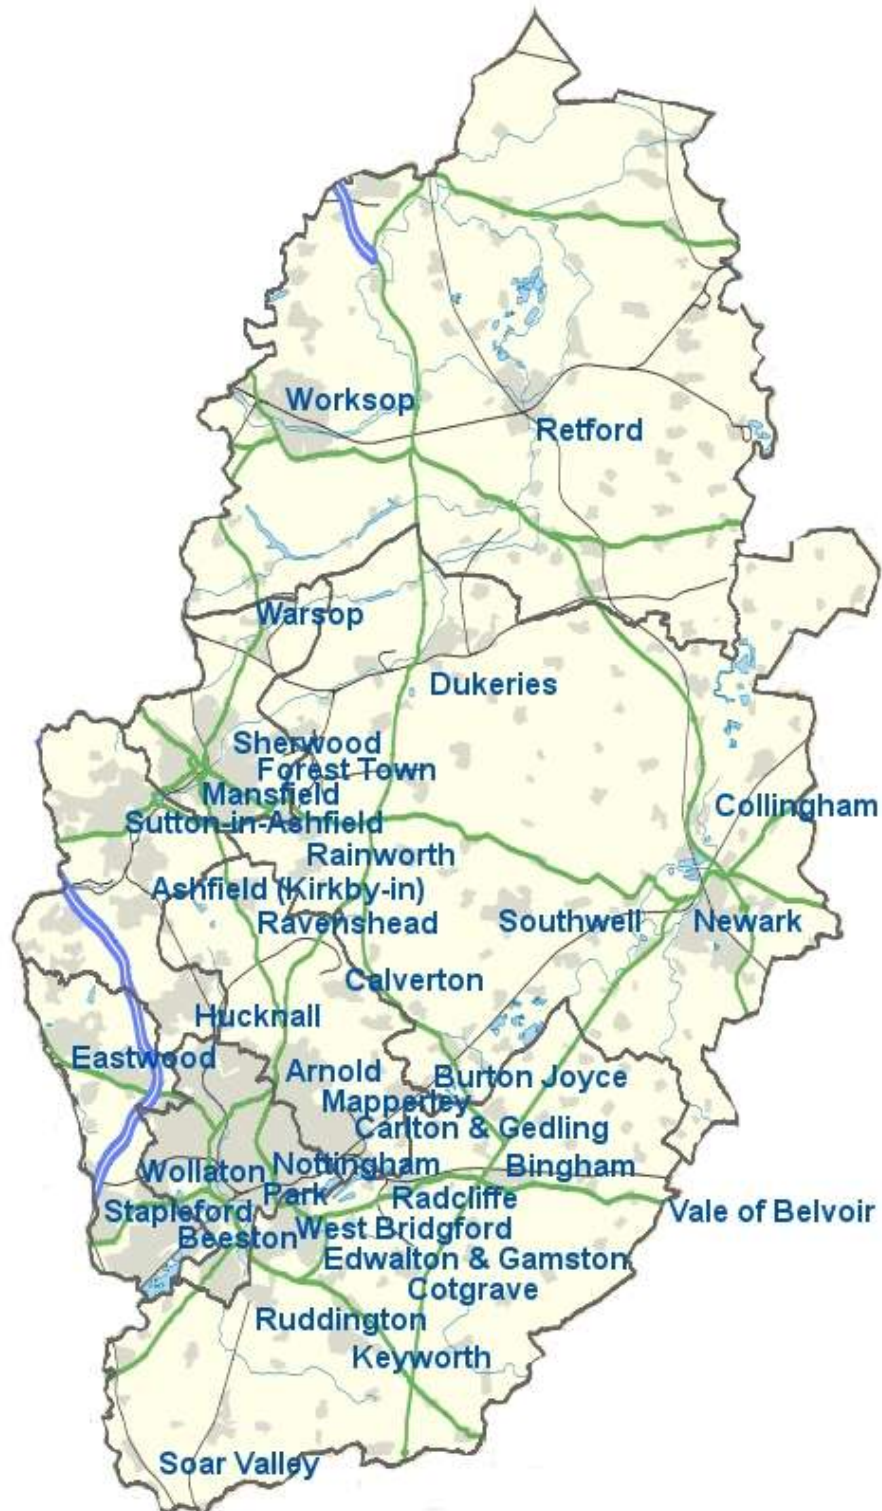 Worksop
Retford
Warsop
Dukeries
Sherwood
Forest Town
Mansfield
Collingham
Sutton-in-Ashfield
Rainworth
Ashfield (Kirkby-in)
Ravenshead
Southwell
Newark
Calverton
Hucknall
Eastwood
Arnold
Burton Joyce
Mapperley
Carlton & Gedling
Wollaton
Nottingham
Bingham
Park
Radcliffe
Stapleford
Vale of Belvoir
Beeston
West Bridgford
Edwalton & Gamston
Cotgrave
Ruddington
Keyworth
Soar Valley